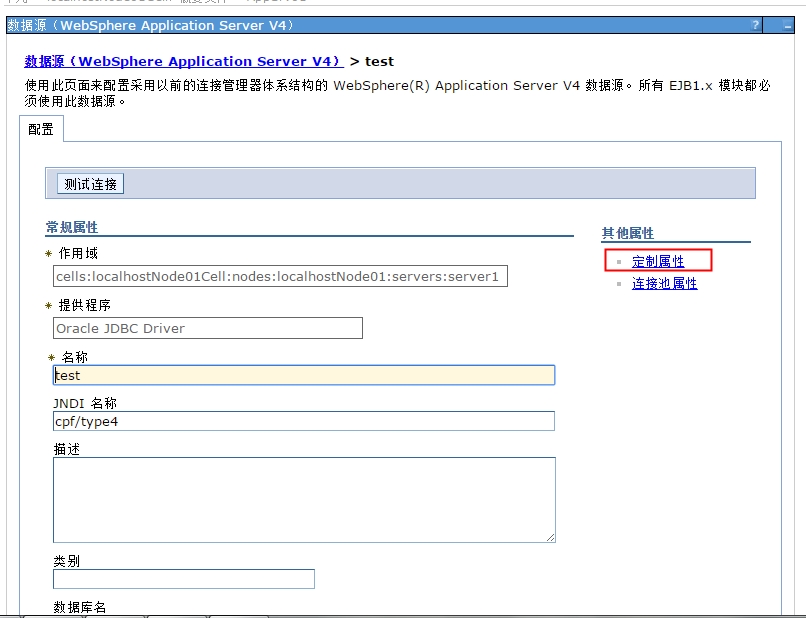 数据源（WebSphere Application Server V4）
? –
数据源（WebSphere Application Server V4） > test
使用此页面来配置采用以前的连接管理器体系结构的 WebSphere(R) Application Server V4 数据源。所有 EJB1.x 模块都必
须使用此数据源。
配置
测试连接
常规属性
* 作用域
cells:localhostNode01Cell:nodes:localhostNode01:servers:server1
* 提供程序
Oracle JDBC Driver
* 名称
test
JNDI 名称
cpf/type4
描述
类别
数据库名
其他属性
定制属性
连接池属性